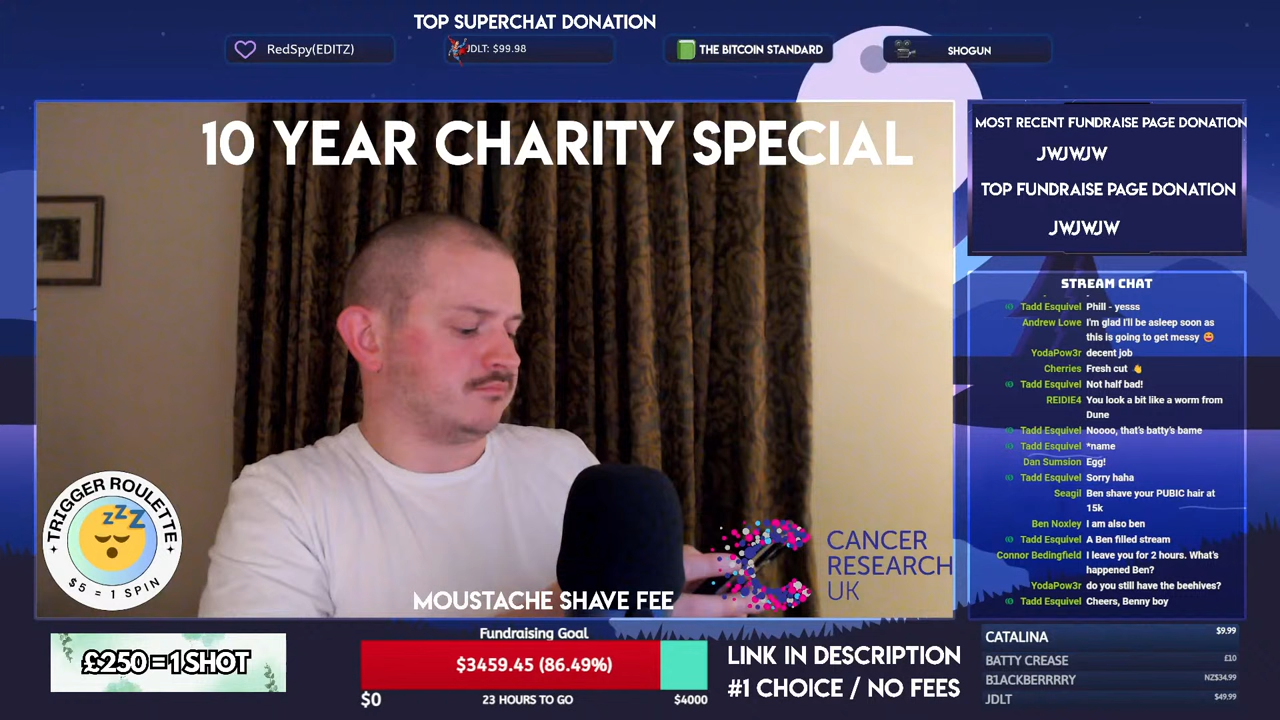 TOP SUPERCHAT DONATION
RedSpy(EDITZ)
JDLT: $99.98
THE BITCOIN STANDARD
SHOGUN
10 YEAR CHARITY SPECIAL
MOST RECENT FUNDRAISE PAGE DONATION
JWJWJW
TOP FUNDRAISE PAGE DONATION
JWJWJW
STREAM CHAT
Tadd Esquivel Phill - yesss
Andrew Lowe I'm glad I'll be asleep soon as
this is going to get messy
YodaPow3r decent job
Cherries Fresh cut
Tadd Esquivel Not half bad!
REIDIE4 You look a bit like a worm from
Dune
Tadd Esquivel Noooo, that's batty's bame
Tadd Esquivel *name
Dan Sumsion Egg!
Tadd Esquivel Sorry haha
Seagil Ben shave your PUBIC hair at
15k
Ben Noxley I am also ben
Tadd Esquivel A Ben filled stream
Connor Bedingfield I leave you for 2 hours. What's
happened Ben?
YodaPow3r do you still have the beehives?
Tadd Esquivel Cheers, Benny boy
TRIGGER ROULETTE
zzz
$5 = 1 SPIN
CANCER
RESEARCH
UK
MOUSTACHE SHAVE FEE
£250 = 1 SHOT
Fundraising Goal
$3459.45 (86.49%)
$0
23 HOURS TO GO
$4000
LINK IN DESCRIPTION
#1 CHOICE / NO FEES
CATALINA $9.99
BATTY CREASE £10
B1ACKBERRRRY NZ$34.99
JDLT $49.99